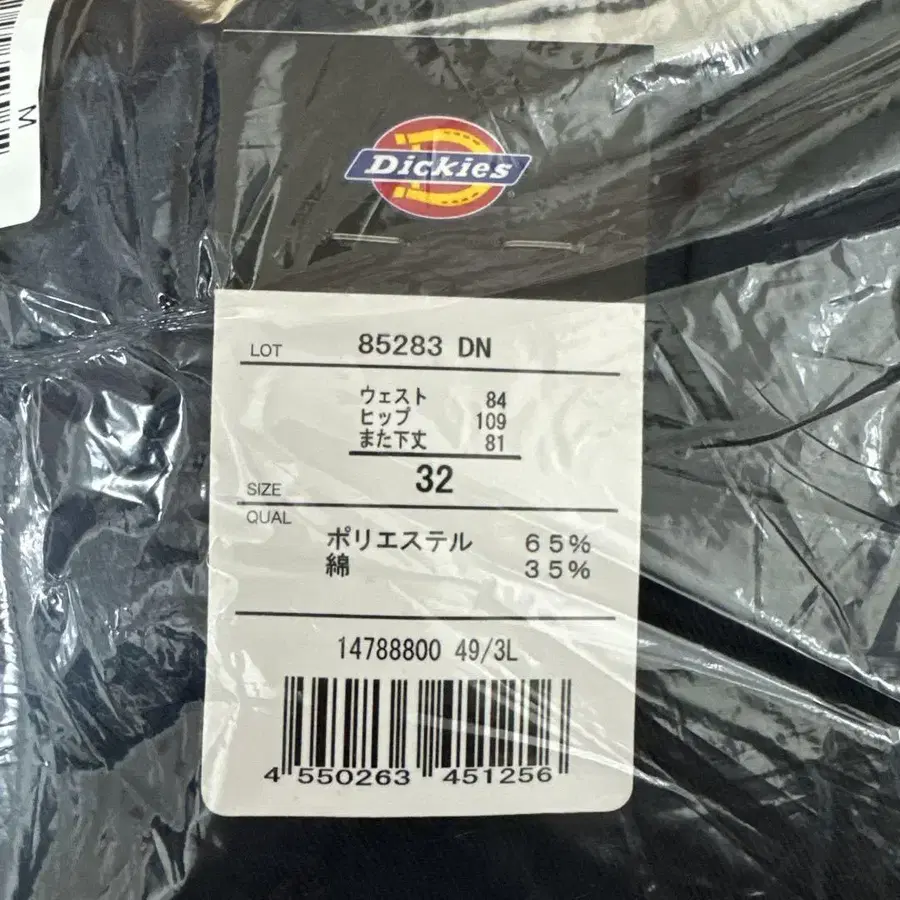 M
Dickies
LOT 85283 DN
ウェスト 84
ヒップ 109
また下丈 81
SIZE 32
QUAL
ポリエステル 65%
綿 35%
14788800 49/3L
4 550263 451256